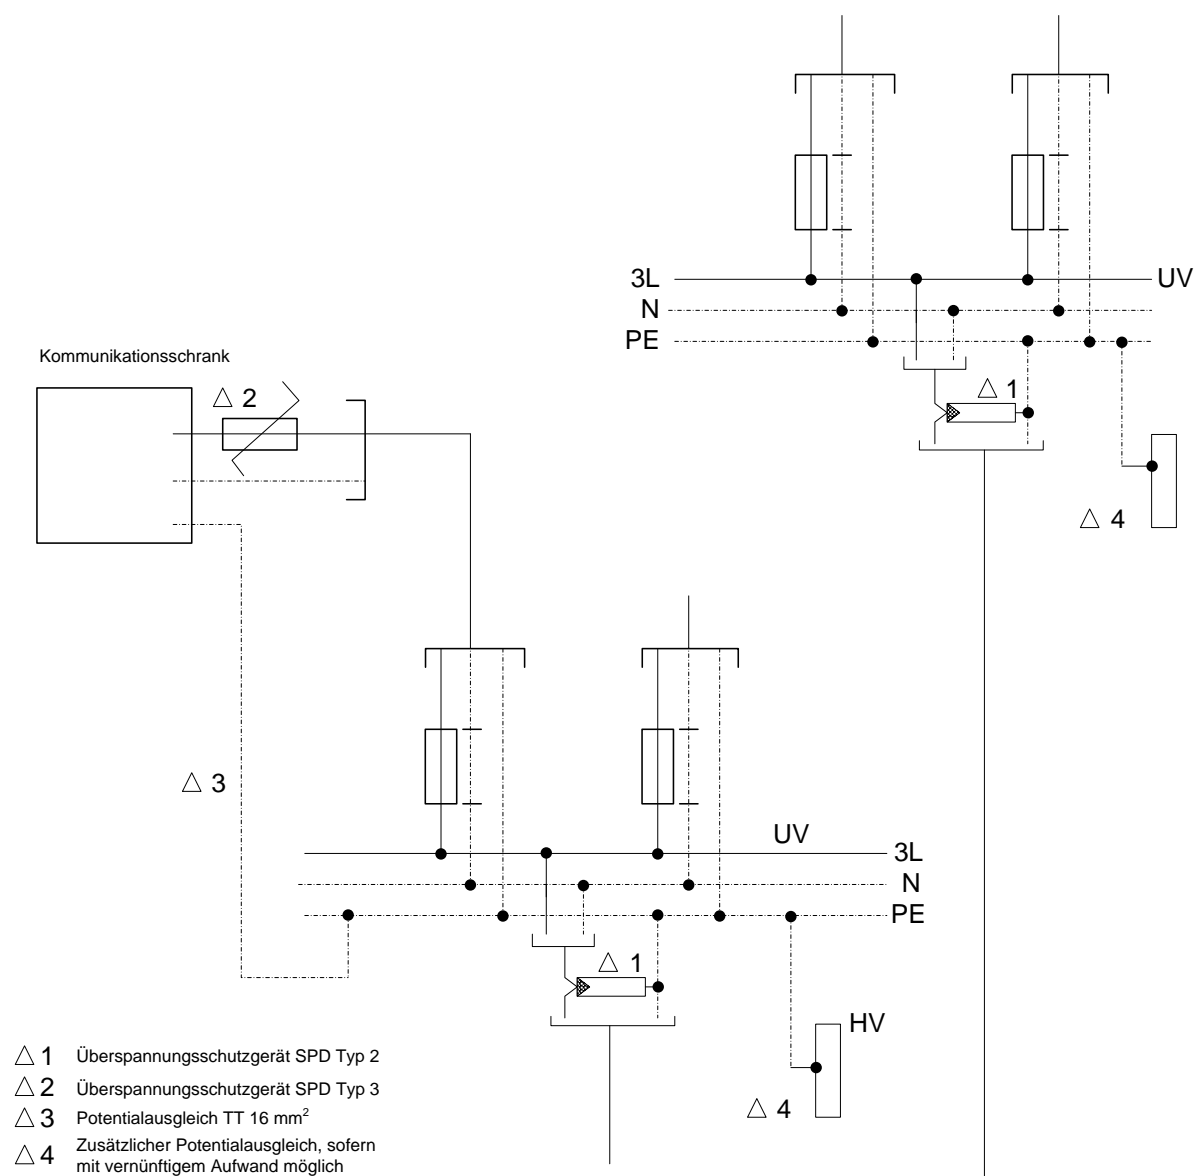 3L
UV
N
PE
Kommunikationsschrank
△ 2
△ 1
△ 4
△ 3
UV
3L
N
PE
△ 1
HV
△ 4
△ 1 Überspannungsschutzgerät SPD Typ 2
△ 2 Überspannungsschutzgerät SPD Typ 3
△ 3 Potentialausgleich TT 16 mm²
△ 4 Zusätzlicher Potentialausgleich, sofern
mit vernünftigem Aufwand möglich